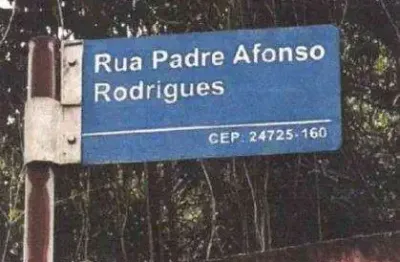 Rua Padre Afonso
Rodrigues
CEP: 24725-160